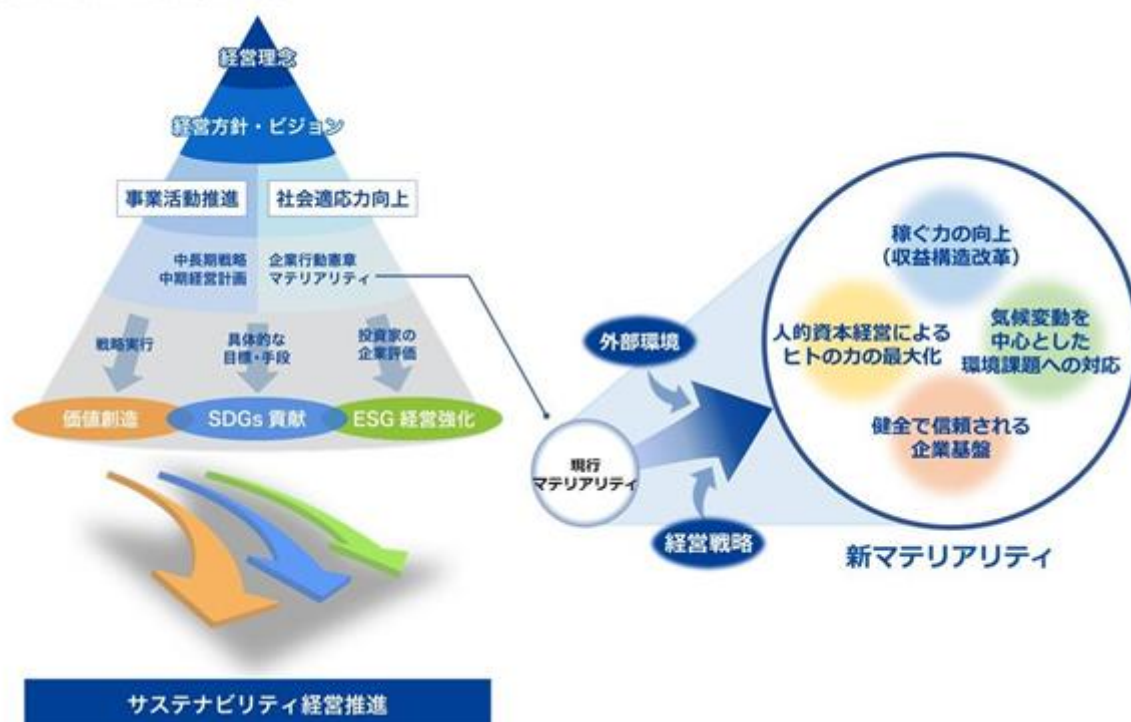 経営理念
経営方針・ビジョン
事業活動推進
社会適応力向上
中長期戦略
中期経営計画
企業行動憲章
マテリアリティ
戦略実行
具体的な
目標・手段
投資家の
企業評価
価値創造
SDGs 貢献
ESG 経営強化
サステナビリティ経営推進
現行
マテリアリティ
外部環境
経営戦略
稼ぐ力の向上
(収益構造改革)
人的資本経営による
ヒトの力の最大化
気候変動を
中心とした
環境課題への対応
健全で信頼される
企業基盤
新マテリアリティ